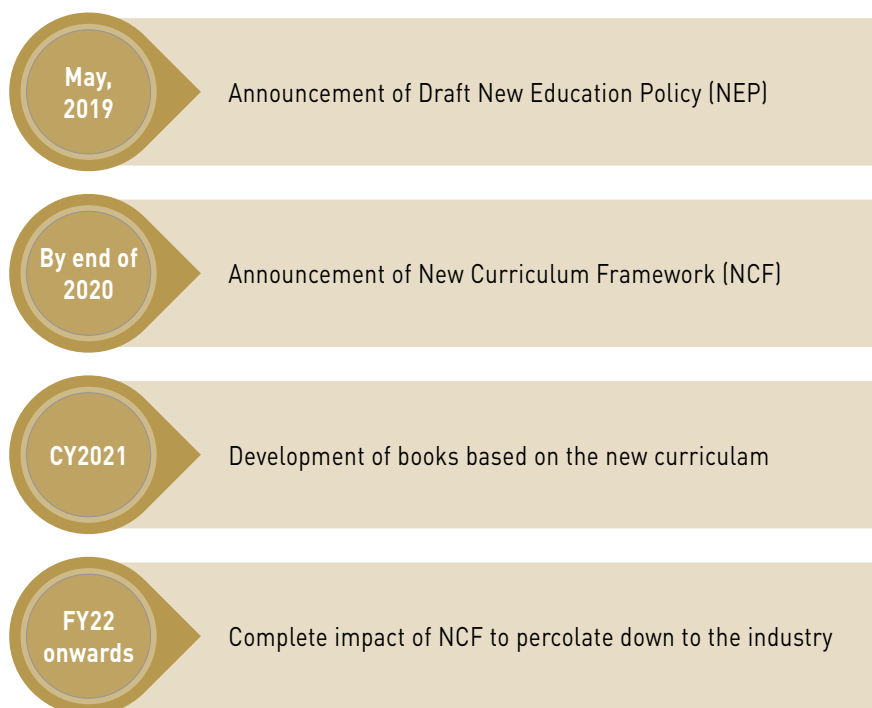 May,
2019
Announcement of Draft New Education Policy (NEP)
By end of
2020
Announcement of New Curriculum Framework (NCF)
CY2021
Development of books based on the new curriculam
FY22
onwards
Complete impact of NCF to percolate down to the industry